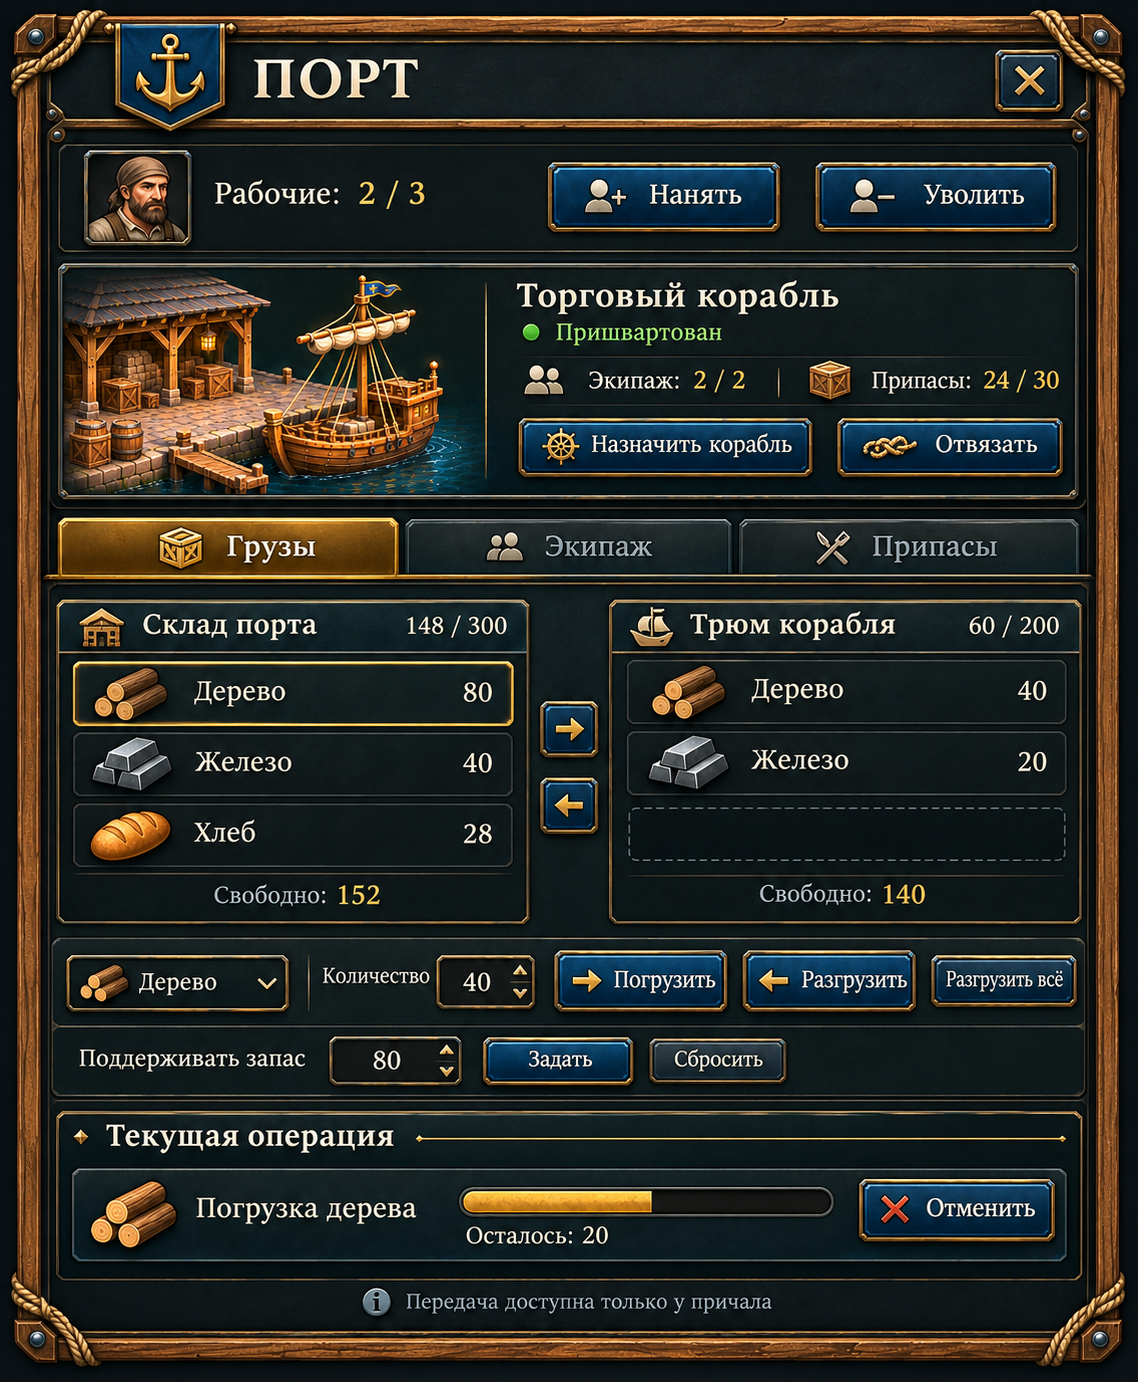 ПОРТ
Рабочие: 2 / 3
Нанять
Уволить
Торговый корабль
Пришвартован
Экипаж: 2 / 2
Припасы: 24 / 30
Назначить корабль
Отвязать
Грузы
Экипаж
Припасы
Склад порта 148 / 300
Дерево 80
Железо 40
Хлеб 28
Свободно: 152
Трюм корабля 60 / 200
Дерево 40
Железо 20
Свободно: 140
Дерево
Количество 40
Погрузить
Разгрузить
Разгрузить всё
Поддерживать запас 80
Задать
Сбросить
Текущая операция
Погрузка дерева
Осталось: 20
Отменить
Передача доступна только у причала